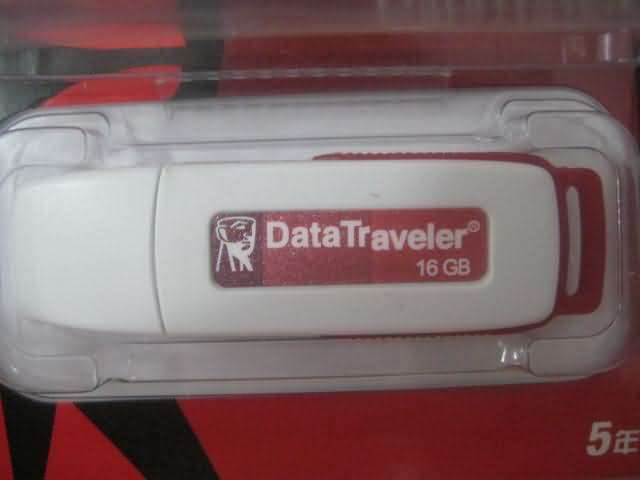 DataTraveler®
16 GB
5年